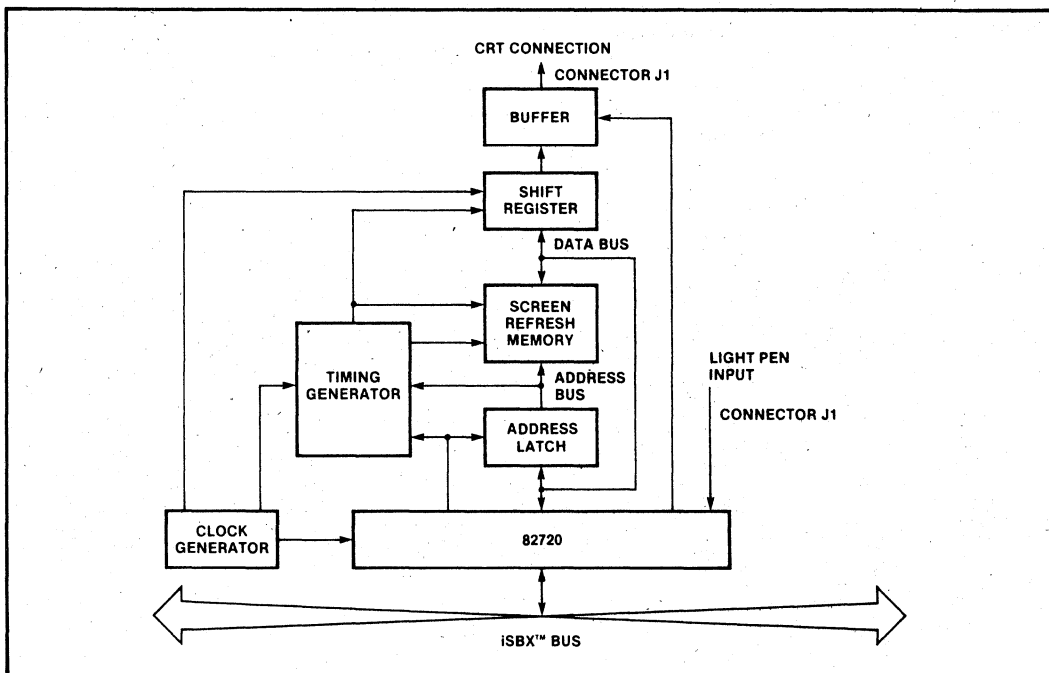 CRT CONNECTION
CONNECTOR J1
BUFFER
SHIFT
REGISTER
DATA BUS
SCREEN
REFRESH
MEMORY
TIMING
GENERATOR
ADDRESS
BUS
LIGHT PEN
INPUT
CONNECTOR J1
ADDRESS
LATCH
CLOCK
GENERATOR
82720
iSBX™ BUS